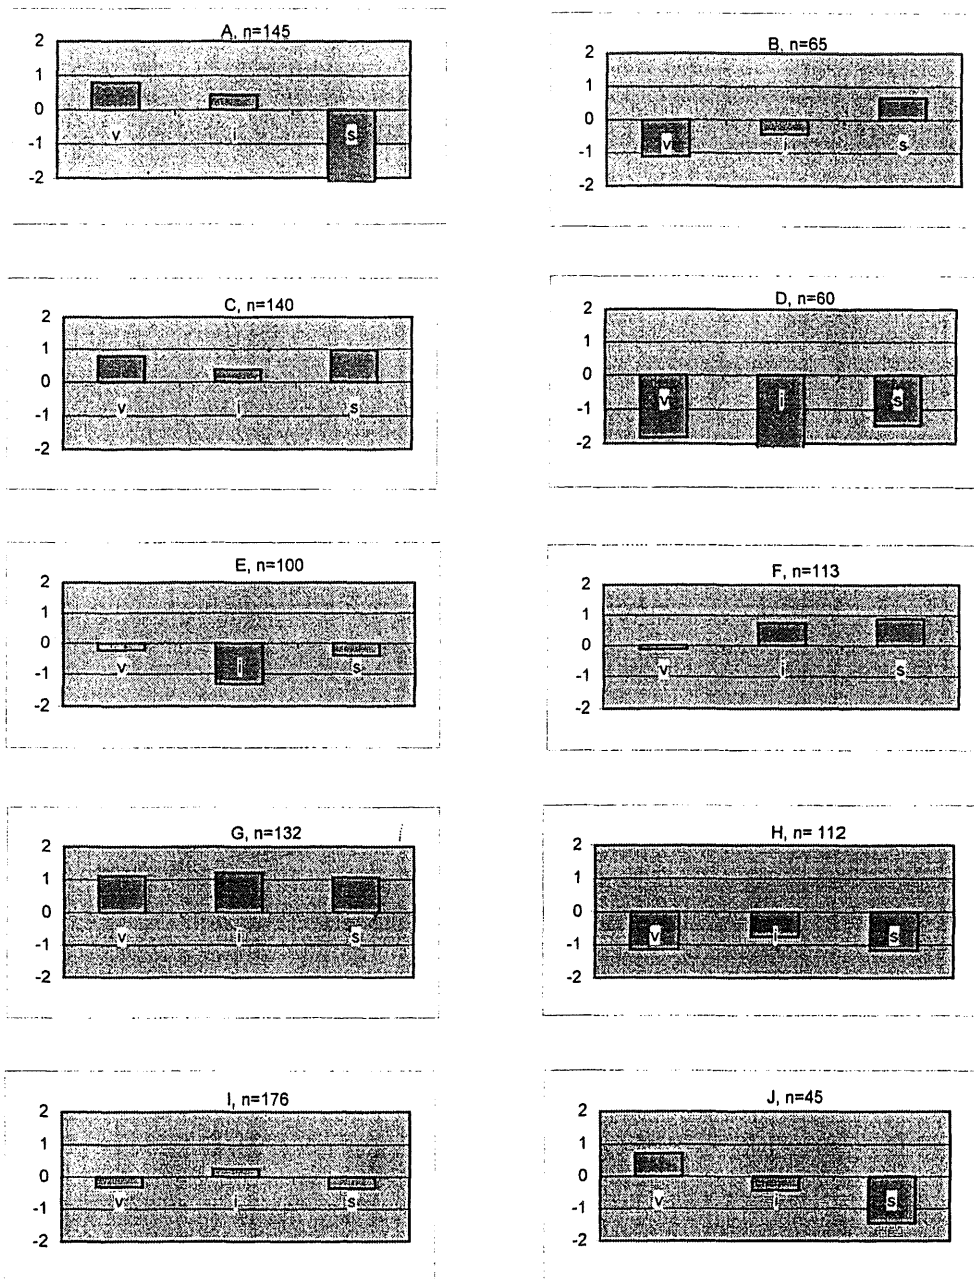 A, n=145
2
1
0
-1
-2
v i s
B, n=65
2
1
0
-1
-2
v i s
C, n=140
2
1
0
-1
-2
v i s
D, n=60
2
1
0
-1
-2
v i s
E, n=100
2
1
0
-1
-2
v i s
F, n=113
2
1
0
-1
-2
v i s
G, n=132
2
1
0
-1
-2
v i s
H, n= 112
2
1
0
-1
-2
v i s
I, n=176
2
1
0
-1
-2
v i s
J, n=45
2
1
0
-1
-2
v i s